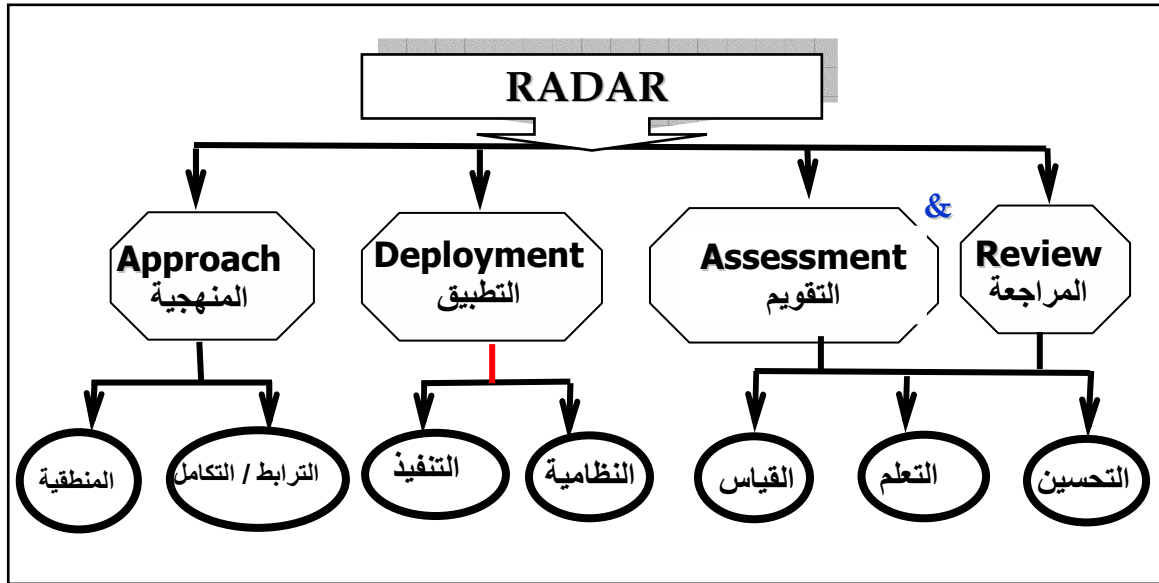 RADAR
Approach
المنهجية
Deployment
التطبيق
Assessment
التقويم
&
Review
المراجعة
المنطقية
الترابط / التكامل
التنفيذ
النظامية
القياس
التعلم
التحسين